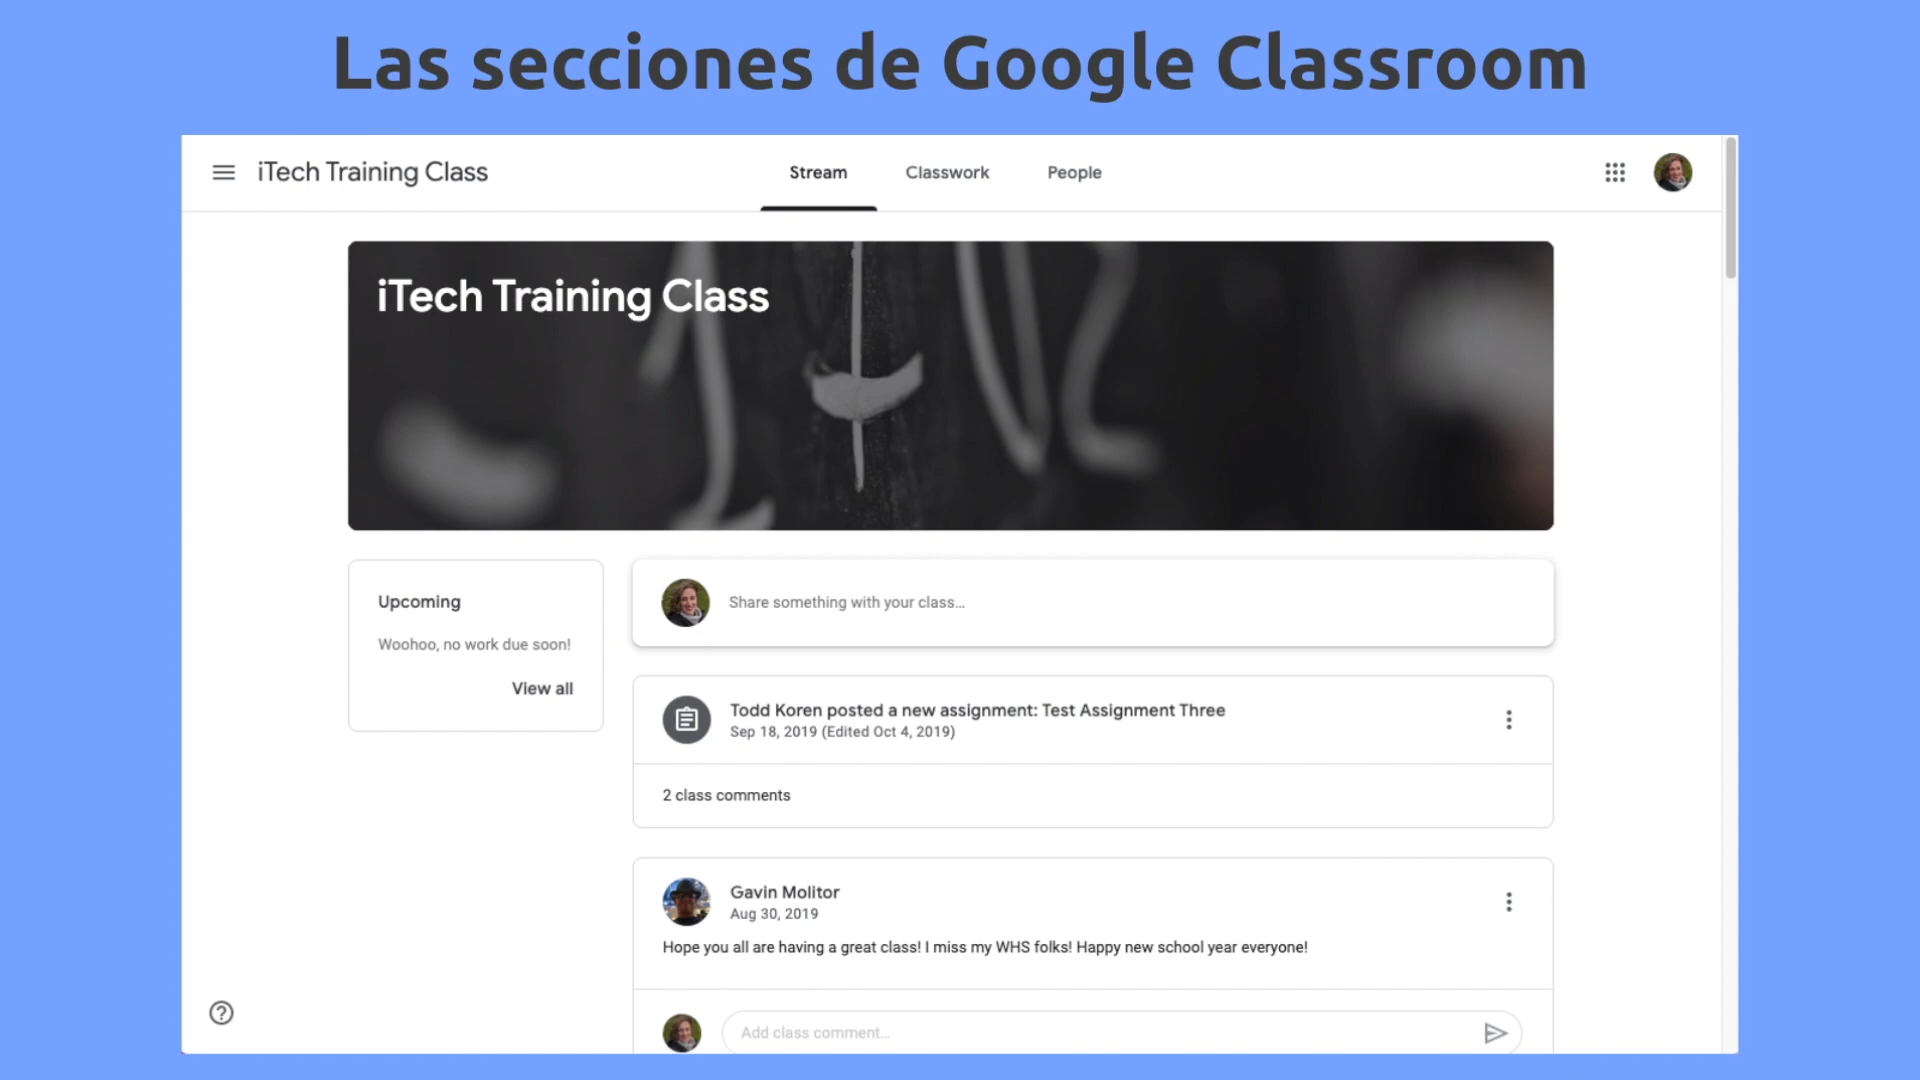 Las secciones de Google Classroom
iTech Training Class
Stream
Classwork
People
iTech Training Class
Upcoming
Woohoo, no work due soon!
View all
Share something with your class...
Todd Koren posted a new assignment: Test Assignment Three
Sep 18, 2019 (Edited Oct 4, 2019)
2 class comments
Gavin Molitor
Aug 30, 2019
Hope you all are having a great class! I miss my WHS folks! Happy new school year everyone!
Add class comment...